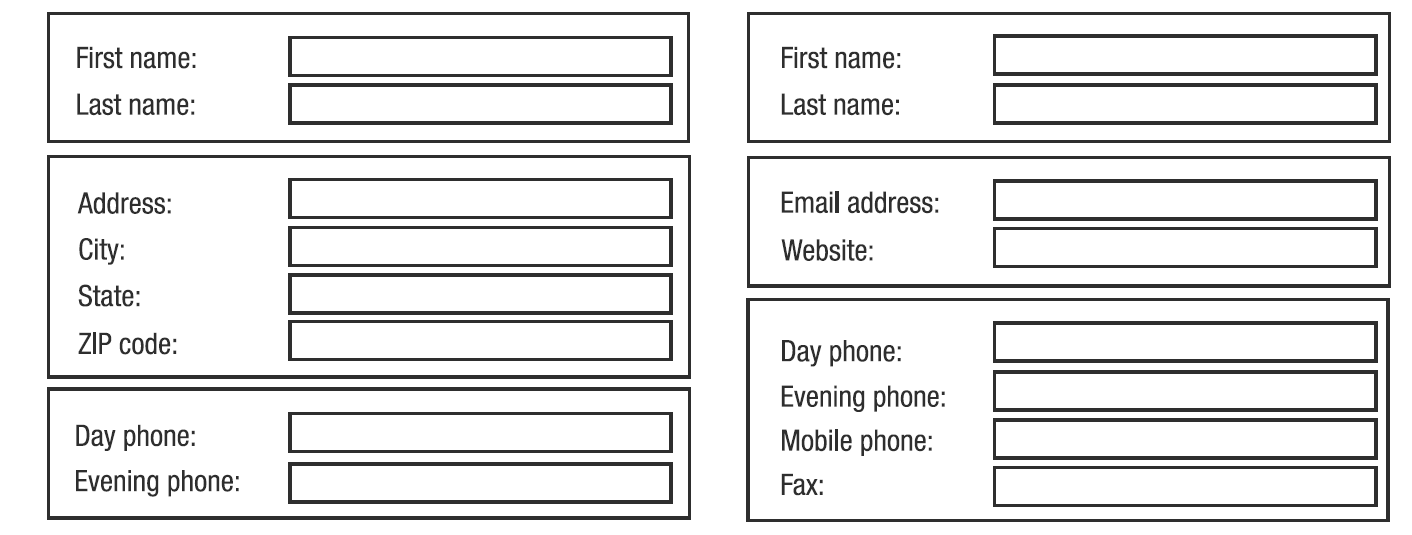 First name:
Last name:
Address:
City:
State:
ZIP code:
Day phone:
Evening phone:
First name:
Last name:
Email address:
Website:
Day phone:
Evening phone:
Mobile phone:
Fax: